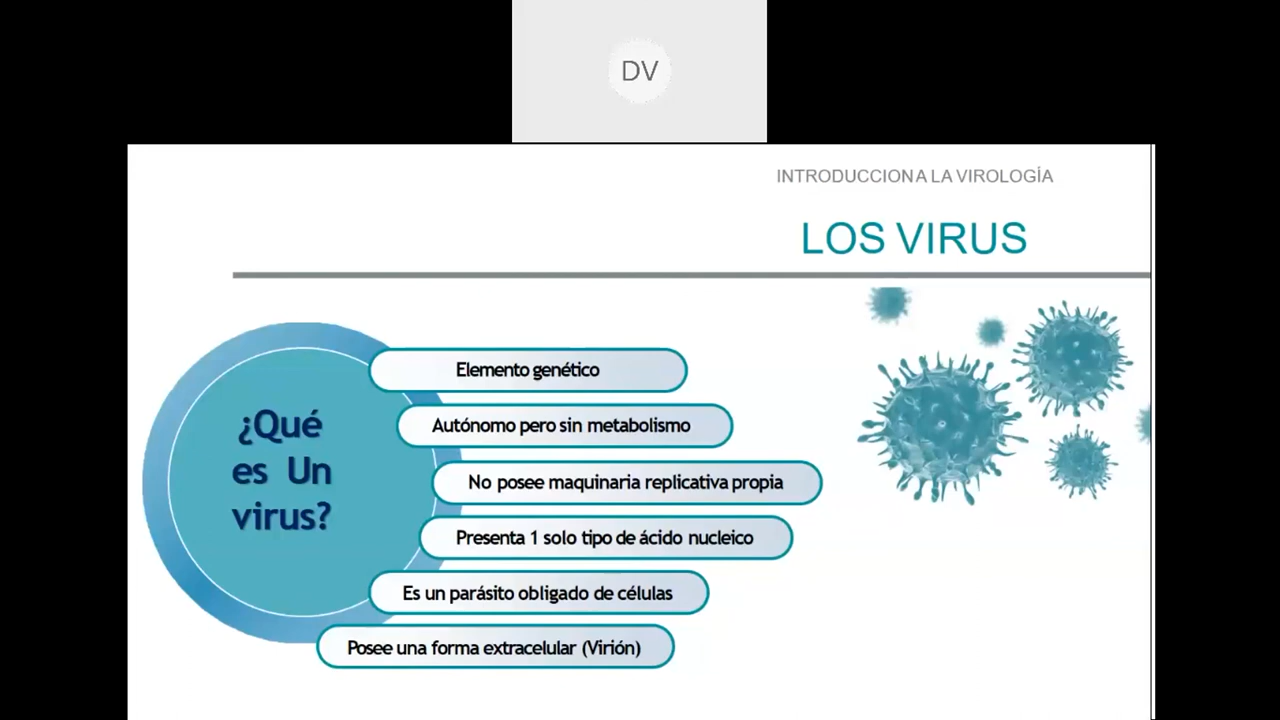 DV
INTRODUCCION A LA VIROLOGÍA
LOS VIRUS
¿Qué
es Un
virus?
Elemento genético
Autónomo pero sin metabolismo
No posee maquinaria replicativa propia
Presenta 1 solo tipo de ácido nucleico
Es un parásito obligado de células
Posee una forma extracelular (Virión)